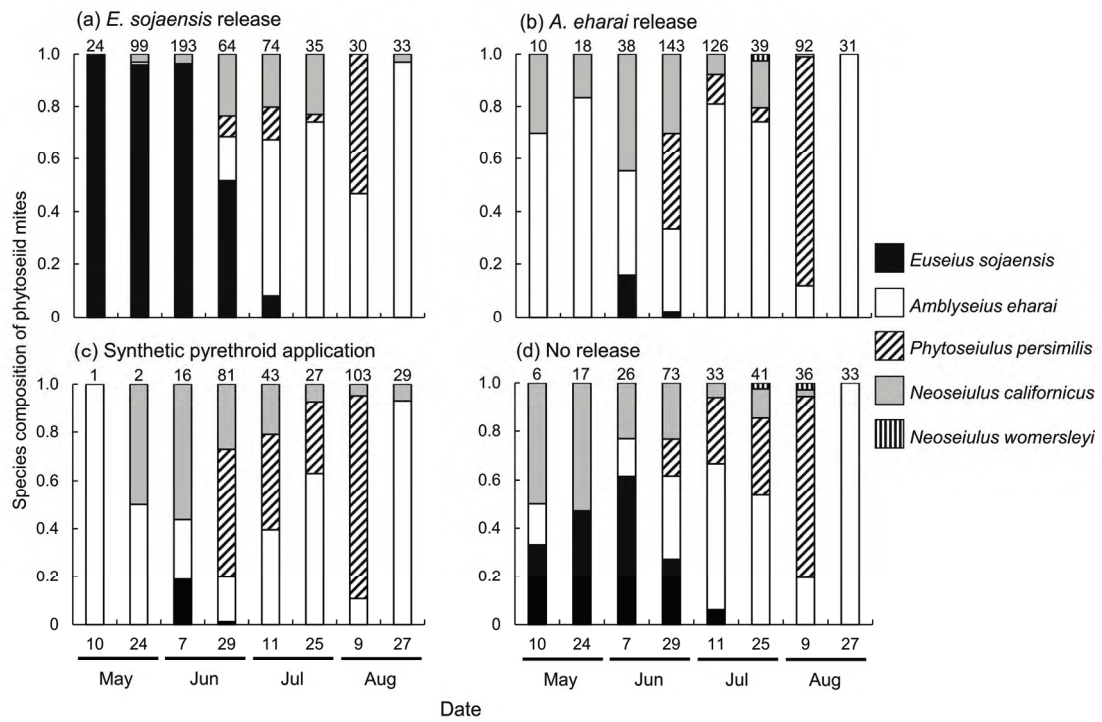 (a) E. sojaensis release
24 99 193 64 74 35 30 33
1.0
0.8
0.6
0.4
0.2
0
(b) A. eharai release
10 18 38 143 126 39 92 31
1.0
0.8
0.6
0.4
0.2
0
Species composition of phytoseiid mites
Euseius sojaensis
Amblyseius eharai
Phytoseiulus persimilis
Neoseiulus californicus
Neoseiulus womersleyi
(c) Synthetic pyrethroid application
1 2 16 81 43 27 103 29
1.0
0.8
0.6
0.4
0.2
0
10 24 7 29 11 25 9 27
May Jun Jul Aug
(d) No release
6 17 26 73 33 41 36 33
1.0
0.8
0.6
0.4
0.2
0
10 24 7 29 11 25 9 27
May Jun Jul Aug
Date